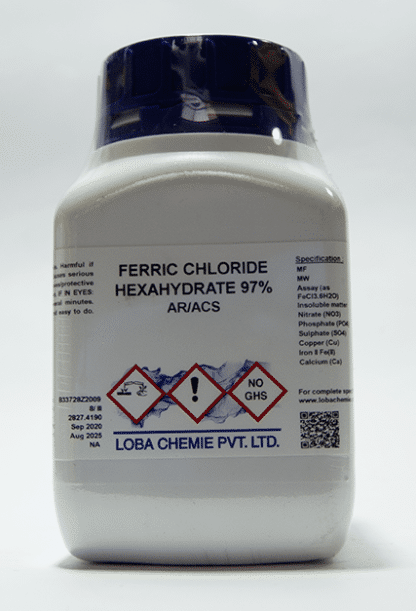 s. Harmful if
serious
/protective
IF IN EYES:
minutes.
easy to do.
FERRIC CHLORIDE
HEXAHYDRATE 97%
AR/ACS
Specification
MF
MW
Assay (as
FeCl3.6H2O)
Insoluble matter
Nitrate (NO3)
Phosphate (PO4
Sulphate (SO4)
Copper (Cu)
Iron II Fe(II)
Calcium (Ca)
NO
GHS
B33728Z2009
B/ B
2827.4190
Sep 2020
Aug 2025
NA
For complete spec
www.lobachemie
LOBA CHEMIE PVT. LTD.